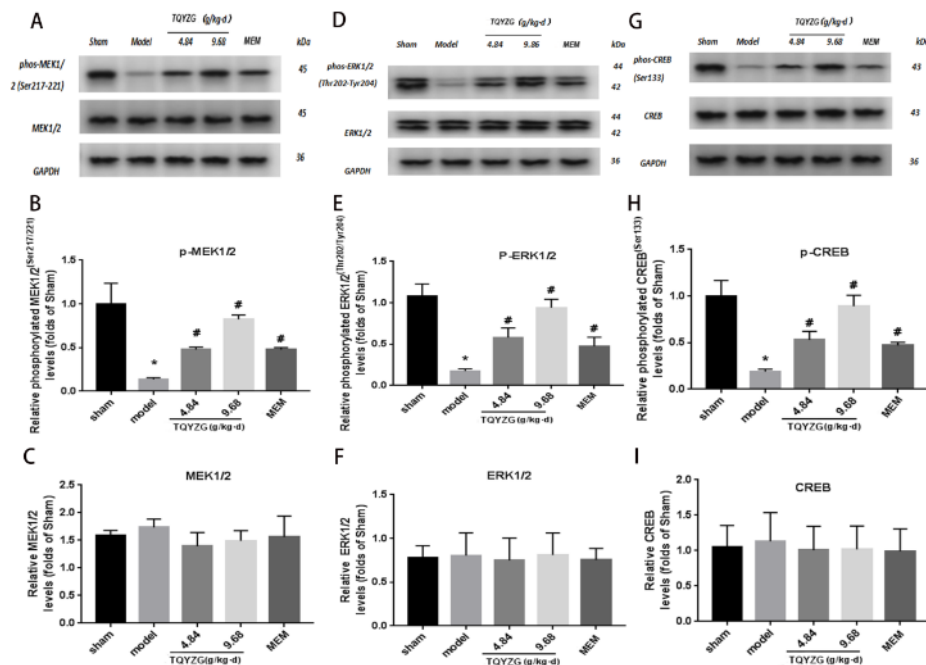 A
TQYZG (g/kg·d)
Sham Model 4.84 9.68 MEM kDa
phos-MEK1/
2 (Ser217-221)
45
MEK1/2
45
GAPDH
36
D
TQYZG (g/kg·d)
Sham Model 4.84 9.86 MEM kDa
phos-ERK1/2
(Thr202-Tyr204)
44
42
ERK1/2
44
42
GAPDH
36
G
TQYZG (g/kg·d)
Sham Model 4.84 9.68 MEM kDa
phos-CREB
(Ser133)
43
CREB
43
GAPDH
36
B
p-MEK1/2
Relative phosphorylated MEK1/2(Ser217/221)
levels (folds of Sham)
1.5
1.0
0.5
0.0
* # # #
sham model 4.84 9.68 MEM
TQYZG(g/kg·d)
E
P-ERK1/2
Relative phosphorylated ERK1/2(Thr202/Tyr204)
levels (folds of Sham)
1.5
1.0
0.5
0.0
* # # #
sham model 4.84 9.68 MEM
TQYZG(g/kg·d)
H
p-CREB
Relative phosphorylated CREB(Ser133)
levels (folds of Sham)
1.5
1.0
0.5
0.0
* # # #
sham model 4.84 9.68 MEM
TQYZG(g/kg·d)
C
MEK1/2
Relative MEK1/2
levels (folds of Sham)
2.5
2.0
1.5
1.0
0.5
0.0
sham model 4.84 9.68 MEM
TQYZG(g/kg·d)
F
ERK1/2
Relative ERK1/2
levels (folds of Sham)
1.5
1.0
0.5
0.0
sham model 4.84 9.68 MEM
TQYZG(g/kg·d)
I
CREB
Relative CREB
levels (folds of Sham)
2.0
1.5
1.0
0.5
0.0
sham model 4.84 9.68 MEM
TQYZG(g/kg·d)